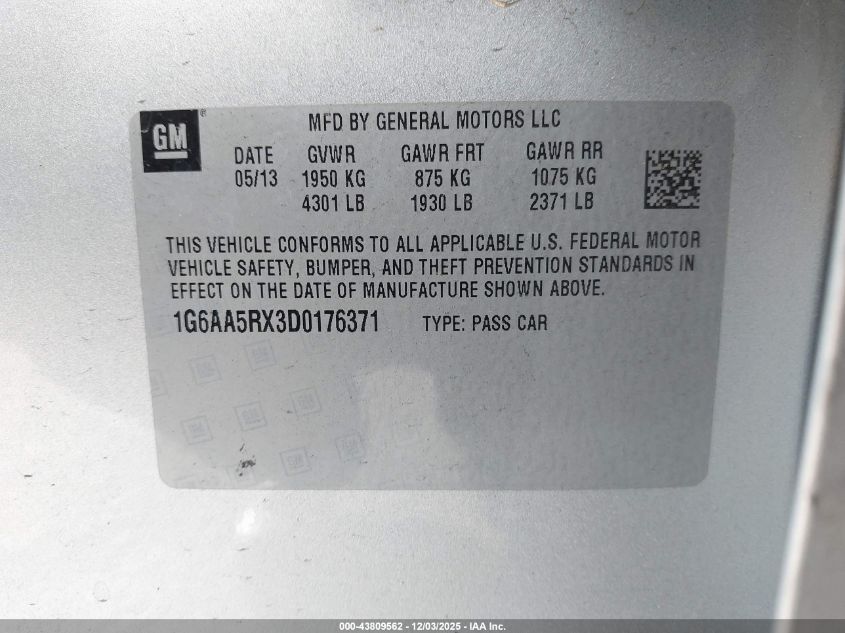 GM®
MFD BY GENERAL MOTORS LLC
DATE GVWR GAWR FRT GAWR RR
05/13 1950 KG 875 KG 1075 KG
4301 LB 1930 LB 2371 LB
THIS VEHICLE CONFORMS TO ALL APPLICABLE U.S. FEDERAL MOTOR
VEHICLE SAFETY, BUMPER, AND THEFT PREVENTION STANDARDS IN
EFFECT ON THE DATE OF MANUFACTURE SHOWN ABOVE.
1G6AA5RX3D0176371 TYPE: PASS CAR
000-43809562 - 12/03/2025 - IAA Inc.